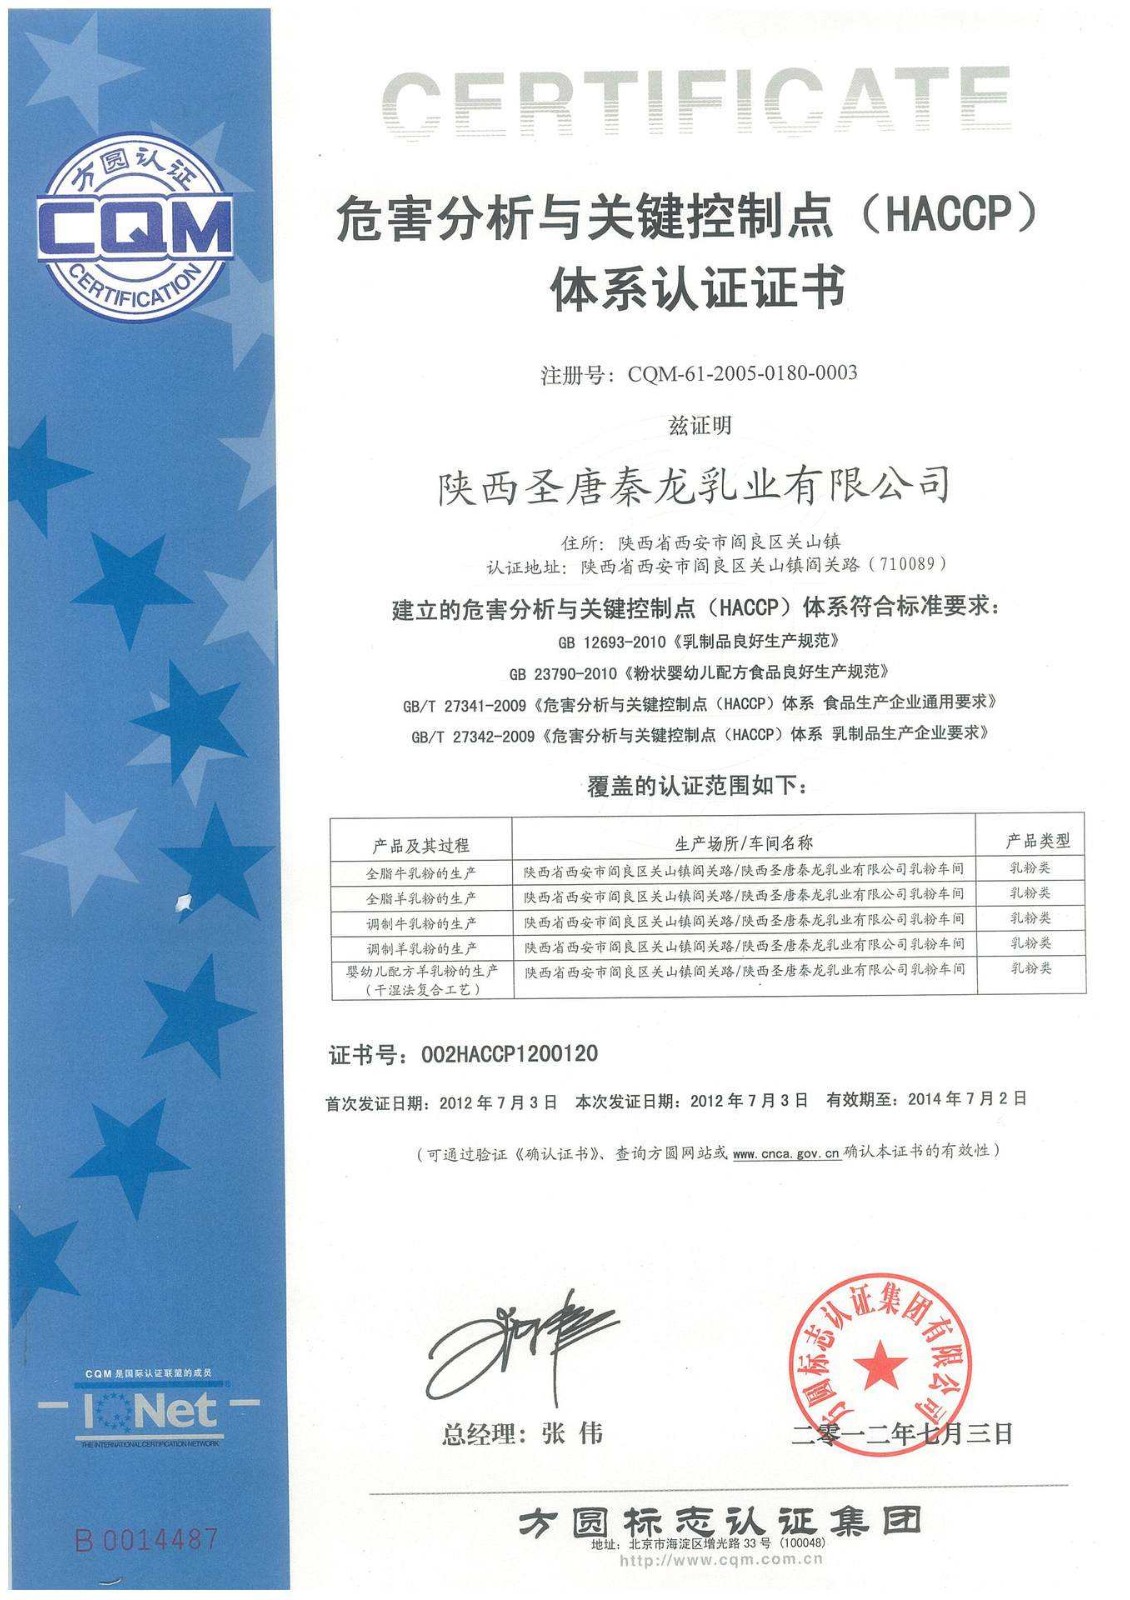 CERTIFICATE
方圆认证
CQM
CERTIFICATION
危害分析与关键控制点（HACCP）
体系认证证书
注册号：CQM-61-2005-0180-0003
兹证明
陕西圣唐秦龙乳业有限公司
住所：陕西省西安市阎良区关山镇
认证地址：陕西省西安市阎良区关山镇阎关路（710089）
建立的危害分析与关键控制点（HACCP）体系符合标准要求：
GB 12693-2010《乳制品良好生产规范》
GB 23790-2010《粉状婴幼儿配方食品良好生产规范》
GB/T 27341-2009《危害分析与关键控制点（HACCP）体系 食品生产企业通用要求》
GB/T 27342-2009《危害分析与关键控制点（HACCP）体系 乳制品生产企业要求》
覆盖的认证范围如下：
产品及其过程 生产场所/车间名称 产品类型
全脂牛乳粉的生产 陕西省西安市阎良区关山镇阎关路/陕西圣唐秦龙乳业有限公司乳粉车间 乳粉类
全脂羊乳粉的生产 陕西省西安市阎良区关山镇阎关路/陕西圣唐秦龙乳业有限公司乳粉车间 乳粉类
调制牛乳粉的生产 陕西省西安市阎良区关山镇阎关路/陕西圣唐秦龙乳业有限公司乳粉车间 乳粉类
调制羊乳粉的生产 陕西省西安市阎良区关山镇阎关路/陕西圣唐秦龙乳业有限公司乳粉车间 乳粉类
婴幼儿配方羊乳粉的生产 陕西省西安市阎良区关山镇阎关路/陕西圣唐秦龙乳业有限公司乳粉车间 乳粉类
（干湿法复合工艺）
证书号：002HACCP1200120
首次发证日期：2012年7月3日 本次发证日期：2012年7月3日 有效期至：2014年7月2日
（可通过验证《确认证书》、查询方圆网站或www.cnca.gov.cn确认本证书的有效性）
方圆标志认证集团有限公司
总经理：张 伟
二零一二年七月三日
CQM是国际认证联盟的成员
IQNet
THE INTERNATIONAL CERTIFICATION NETWORK
B 0014487
方圆标志认证集团
地址：北京市海淀区增光路33号（100048）
http://www.cqm.com.cn